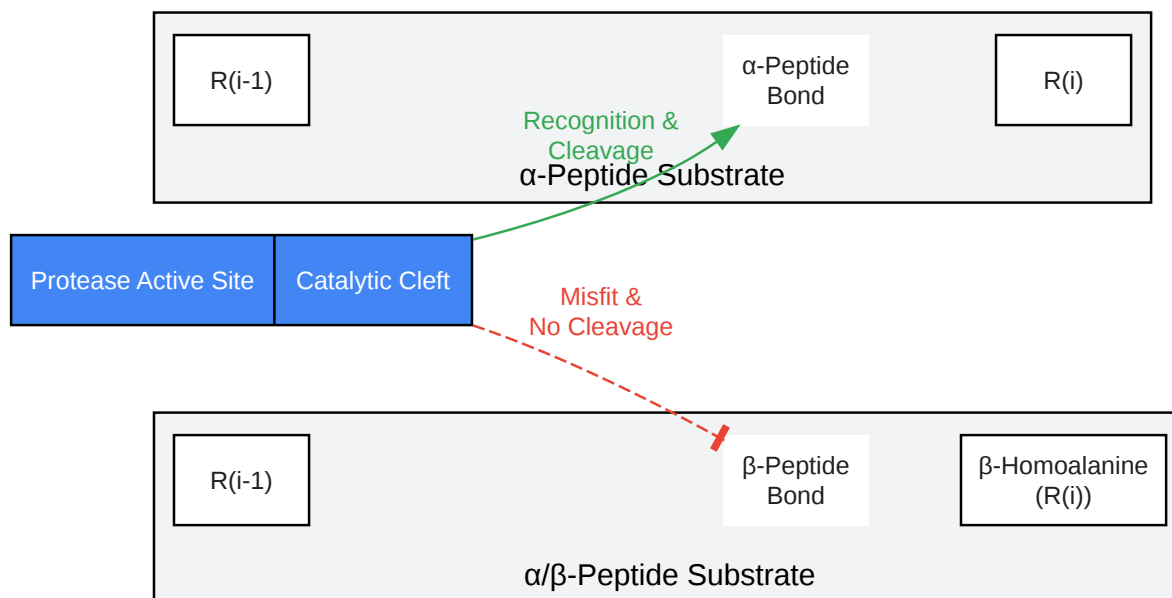 R(i-1)
α-Peptide
Bond
R(i)
Recognition &
Cleavage
α-Peptide Substrate
Protease Active Site
Catalytic Cleft
Misfit &
No Cleavage
R(i-1)
β-Peptide
Bond
β-Homoalanine
(R(i))
α/β-Peptide Substrate